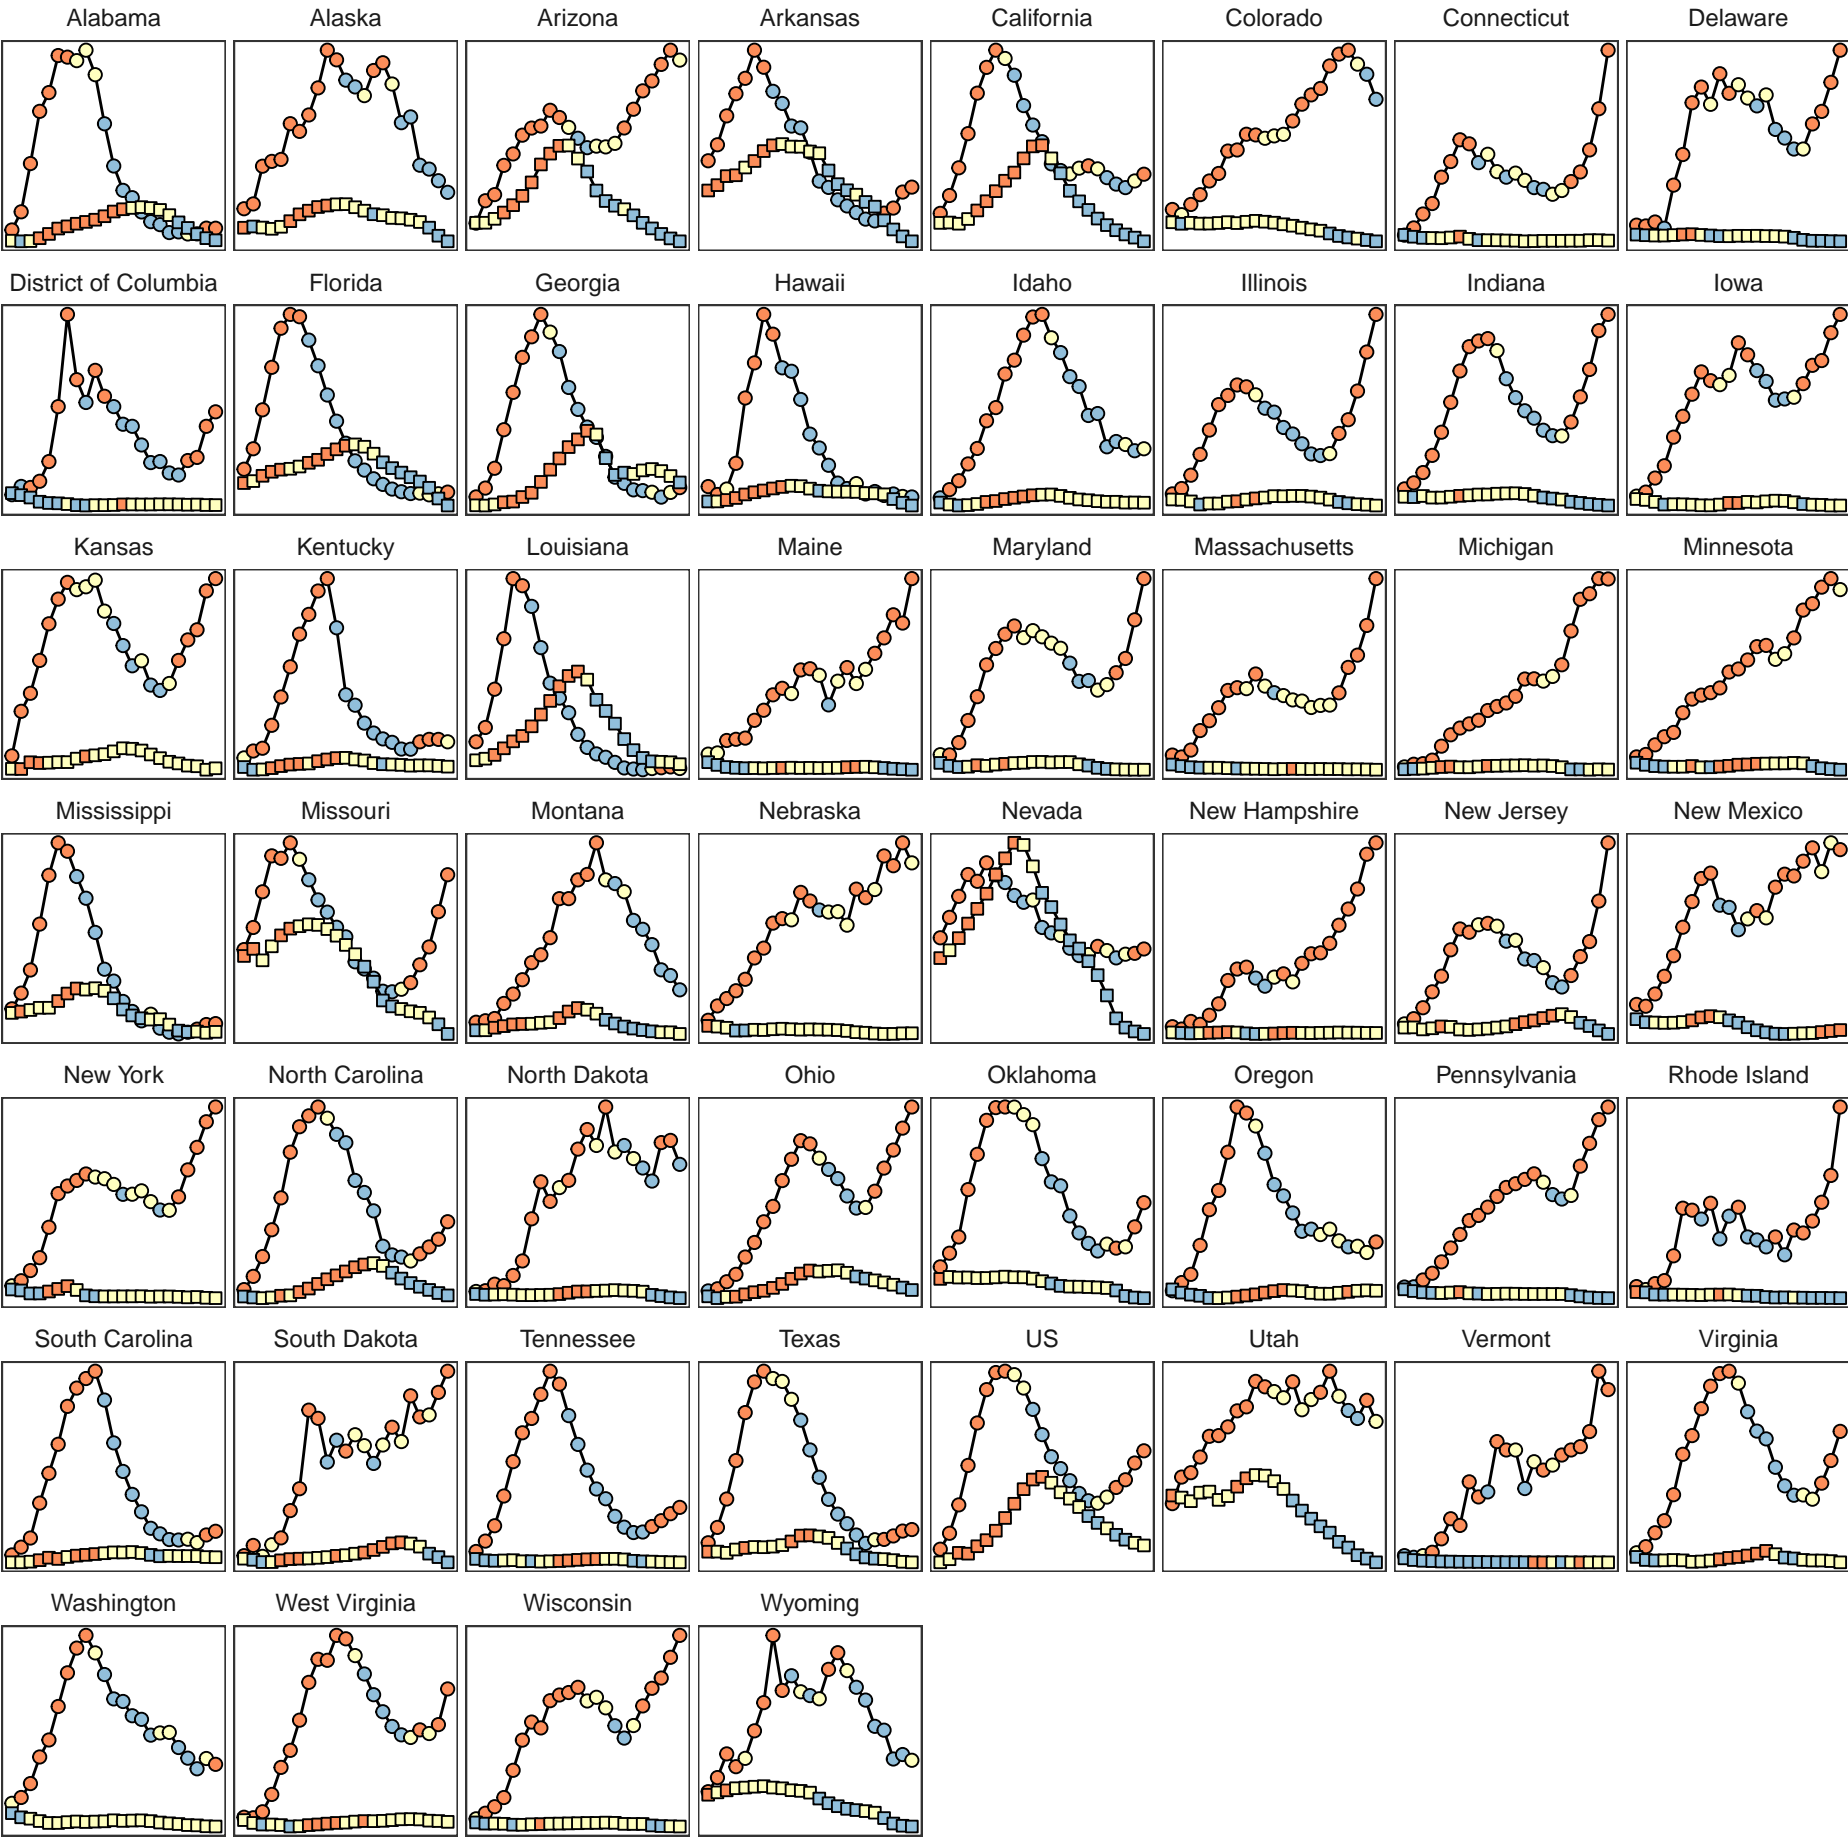 Alabama
Alaska
Arizona
Arkansas
California
Colorado
Connecticut
Delaware
District of Columbia
Florida
Georgia
Hawaii
Idaho
Illinois
Indiana
Iowa
Kansas
Kentucky
Louisiana
Maine
Maryland
Massachusetts
Michigan
Minnesota
Mississippi
Missouri
Montana
Nebraska
Nevada
New Hampshire
New Jersey
New Mexico
New York
North Carolina
North Dakota
Ohio
Oklahoma
Oregon
Pennsylvania
Rhode Island
South Carolina
South Dakota
Tennessee
Texas
US
Utah
Vermont
Virginia
Washington
West Virginia
Wisconsin
Wyoming